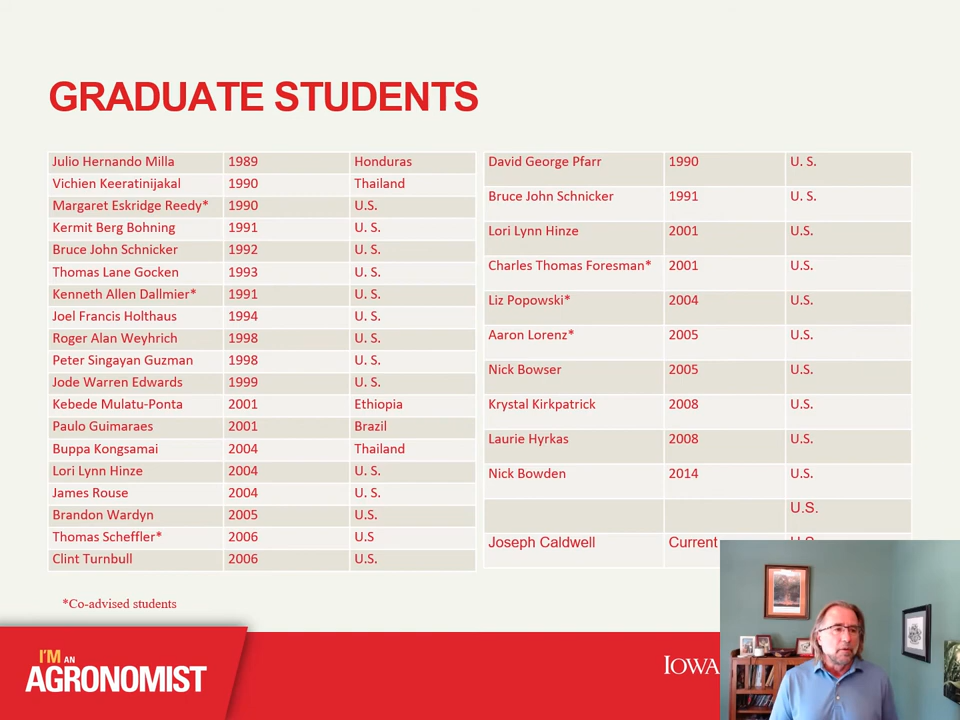 GRADUATE STUDENTS
Julio Hernando Milla 1989 Honduras
Vichien Keeratinijakal 1990 Thailand
Margaret Eskridge Reedy* 1990 U.S.
Kermit Berg Bohning 1991 U. S.
Bruce John Schnicker 1992 U. S.
Thomas Lane Gocken 1993 U. S.
Kenneth Allen Dallmier* 1991 U. S.
Joel Francis Holthaus 1994 U. S.
Roger Alan Weyhrich 1998 U. S.
Peter Singayan Guzman 1998 U. S.
Jode Warren Edwards 1999 U. S.
Kebede Mulatu-Ponta 2001 Ethiopia
Paulo Guimaraes 2001 Brazil
Buppa Kongsamai 2004 Thailand
Lori Lynn Hinze 2004 U. S.
James Rouse 2004 U. S.
Brandon Wardyn 2005 U.S.
Thomas Scheffler* 2006 U.S
Clint Turnbull 2006 U.S.
David George Pfarr 1990 U. S.
Bruce John Schnicker 1991 U. S.
Lori Lynn Hinze 2001 U.S.
Charles Thomas Foresman* 2001 U.S.
Liz Popowski* 2004 U.S.
Aaron Lorenz* 2005 U.S.
Nick Bowser 2005 U.S.
Krystal Kirkpatrick 2008 U.S.
Laurie Hyrkas 2008 U.S.
Nick Bowden 2014 U.S.
U.S.
Joseph Caldwell Current
*Co-advised students
I'M AN
AGRONOMIST
IOWA